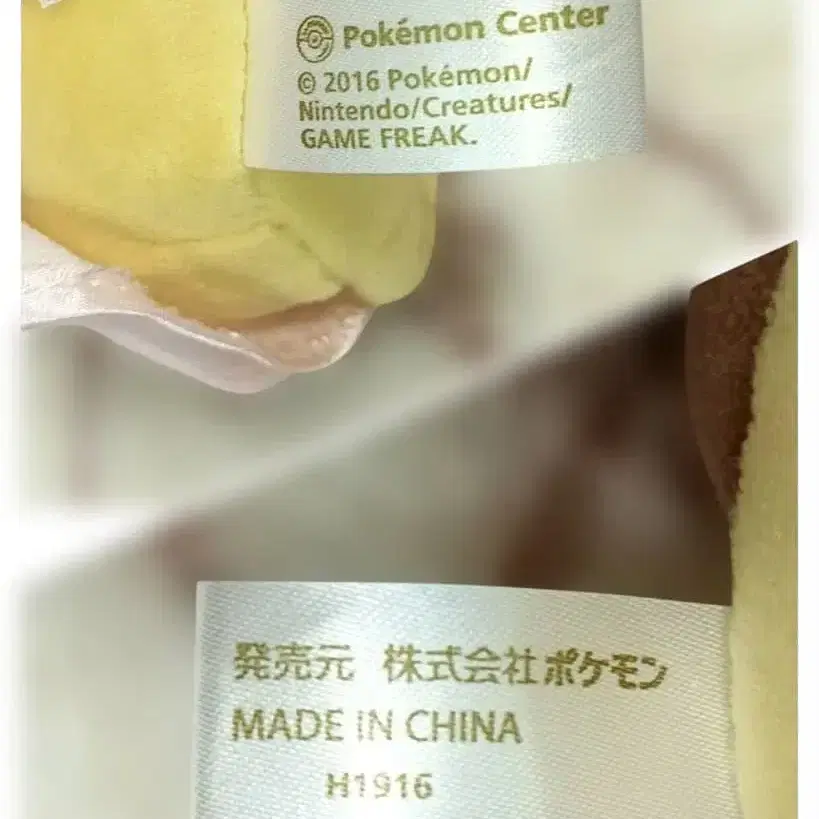 Pokémon Center
© 2016 Pokémon/
Nintendo/Creatures/
GAME FREAK.
発売元 株式会社ポケモン
MADE IN CHINA
H1916